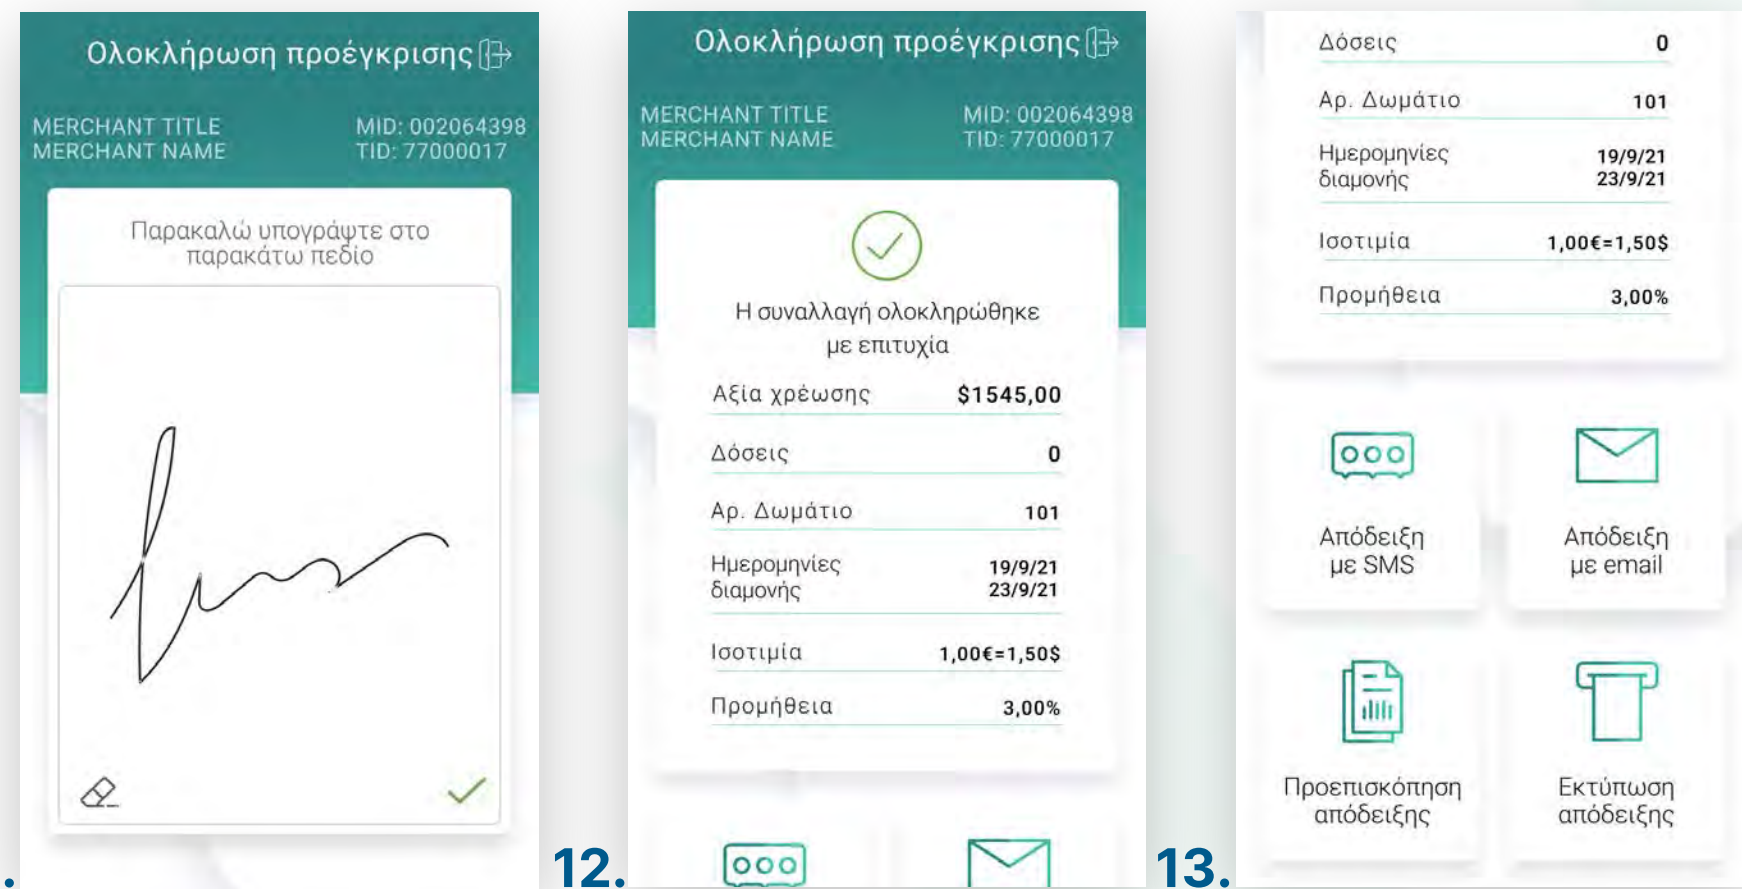 Ολοκλήρωση προέγκρισης
MERCHANT TITLE MID: 002064398
MERCHANT NAME TID: 77000017
Παρακαλώ υπογράψτε στο
παρακάτω πεδίο
.
Ολοκλήρωση προέγκρισης
MERCHANT TITLE MID: 002064398
MERCHANT NAME TID: 77000017
Η συναλλαγή ολοκληρώθηκε
με επιτυχία
Αξία χρέωσης $1545,00
Δόσεις 0
Αρ. Δωμάτιο 101
Ημερομηνίες 19/9/21
διαμονής 23/9/21
Ισοτιμία 1,00€=1,50$
Προμήθεια 3,00%
12.
Δόσεις 0
Αρ. Δωμάτιο 101
Ημερομηνίες 19/9/21
διαμονής 23/9/21
Ισοτιμία 1,00€=1,50$
Προμήθεια 3,00%
Απόδειξη
με SMS
Απόδειξη
με email
Προεπισκόπηση
απόδειξης
Εκτύπωση
απόδειξης
13.